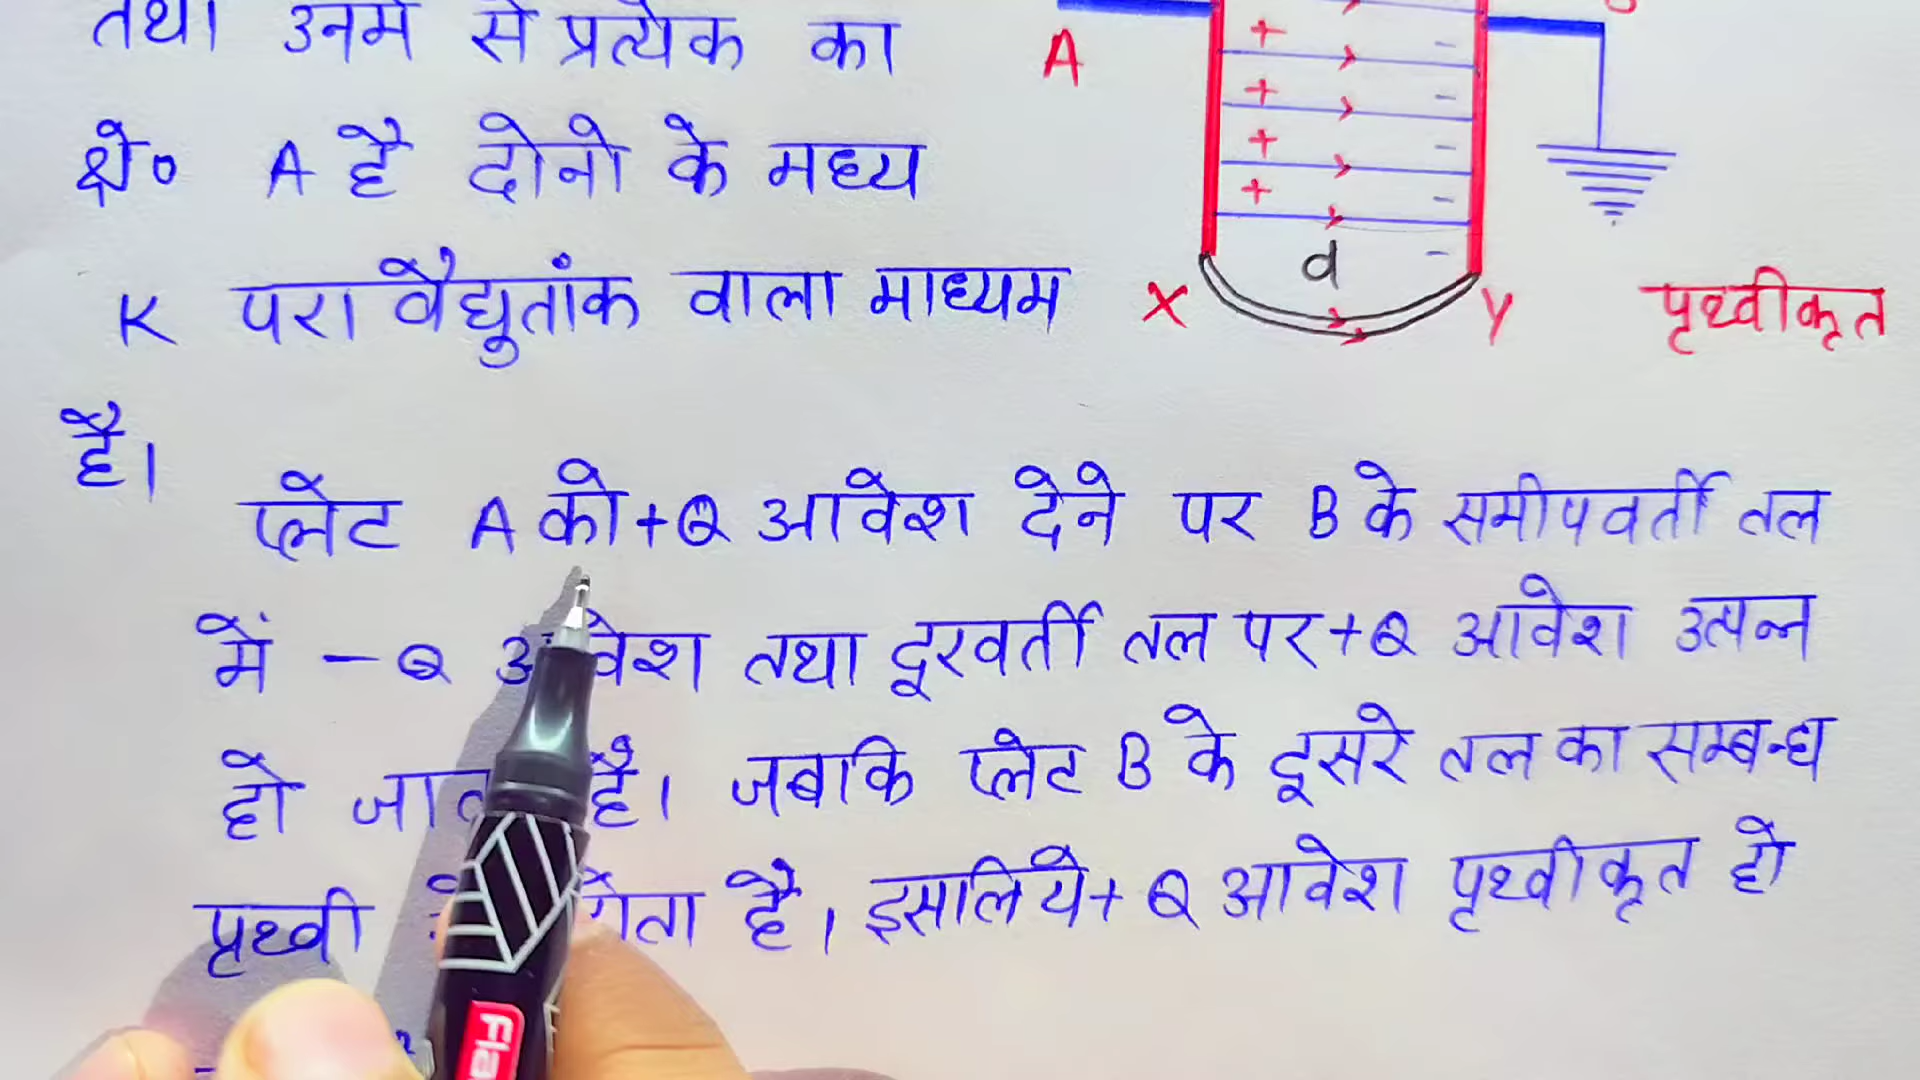 तथा उनमें से प्रत्येक का
क्षे० A है दोनो के मध्य
K परावैद्युतांक वाला माध्यम
है।
प्लेट A को +Q आवेश देने पर B के समीपवर्ती तल
में -Q आवेश तथा दूरवर्ती तल पर +Q आवेश उत्पन्न
हो है। जबकि प्लेट B के दूसरे तल का सम्बन्ध
पृथ्वी है, इसलिये +Q आवेश पृथ्वीकृत हो
A
+ -
+ -
+ -
+ -
d -
X Y पृथ्वीकृत
Fla